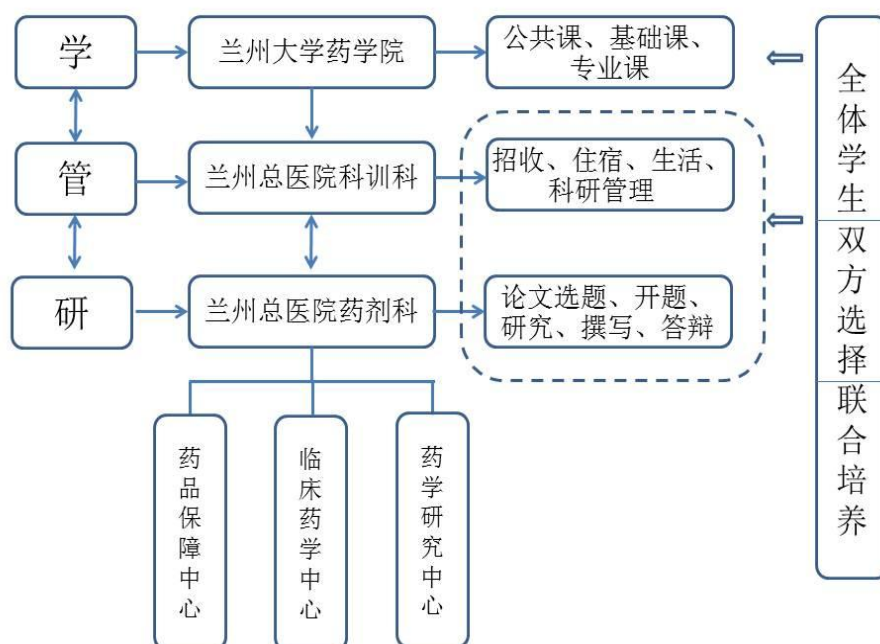 学
兰州大学药学院
公共课、基础课、
专业课
管
兰州总医院科训科
招收、住宿、生活、
科研管理
研
兰州总医院药剂科
论文选题、开题、
研究、撰写、答辩
药品保障中心
临床药学中心
药学研究中心
全体学生
双方选择
联合培养